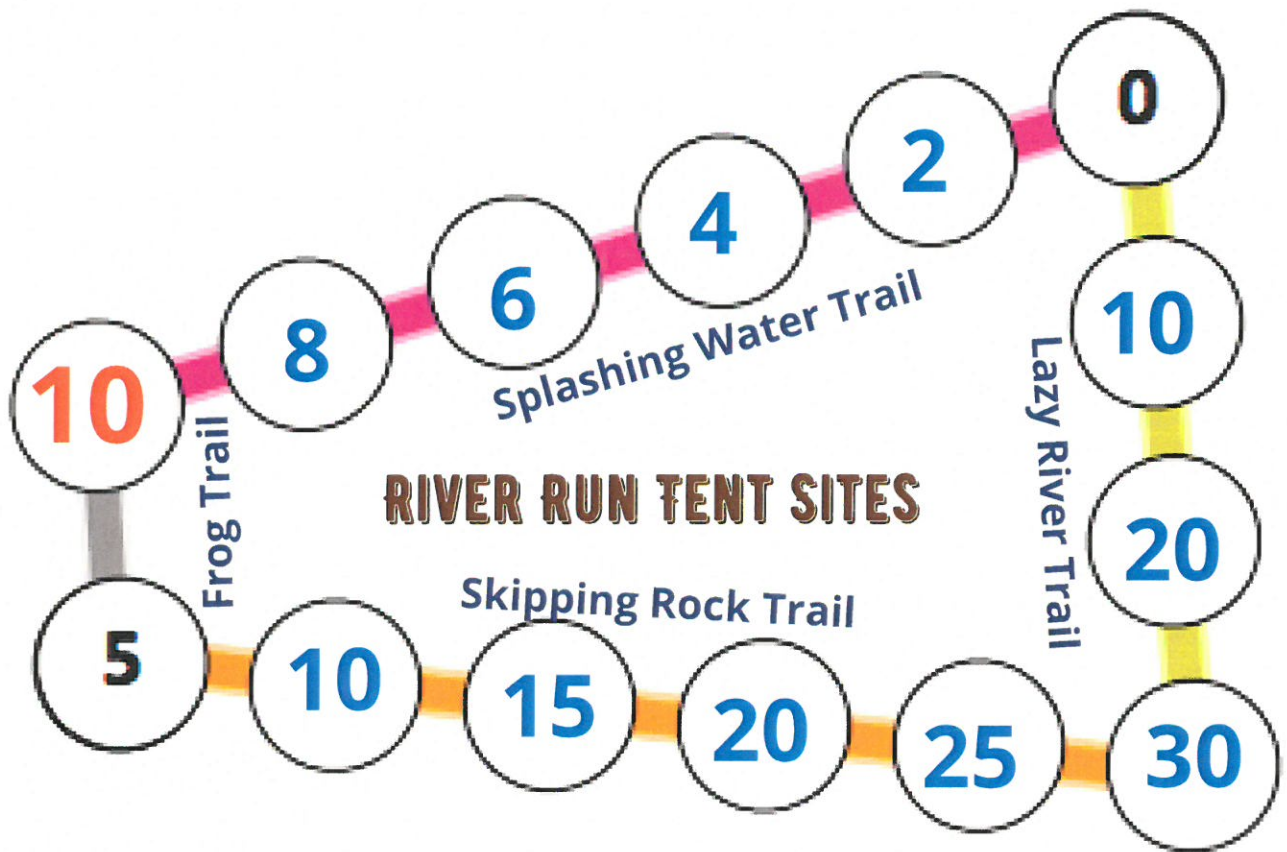 0
2
4
6
8
10
10
20
30
Splashing Water Trail
Lazy River Trail
Frog Trail
RIVER RUN TENT SITES
Skipping Rock Trail
5
10
15
20
25